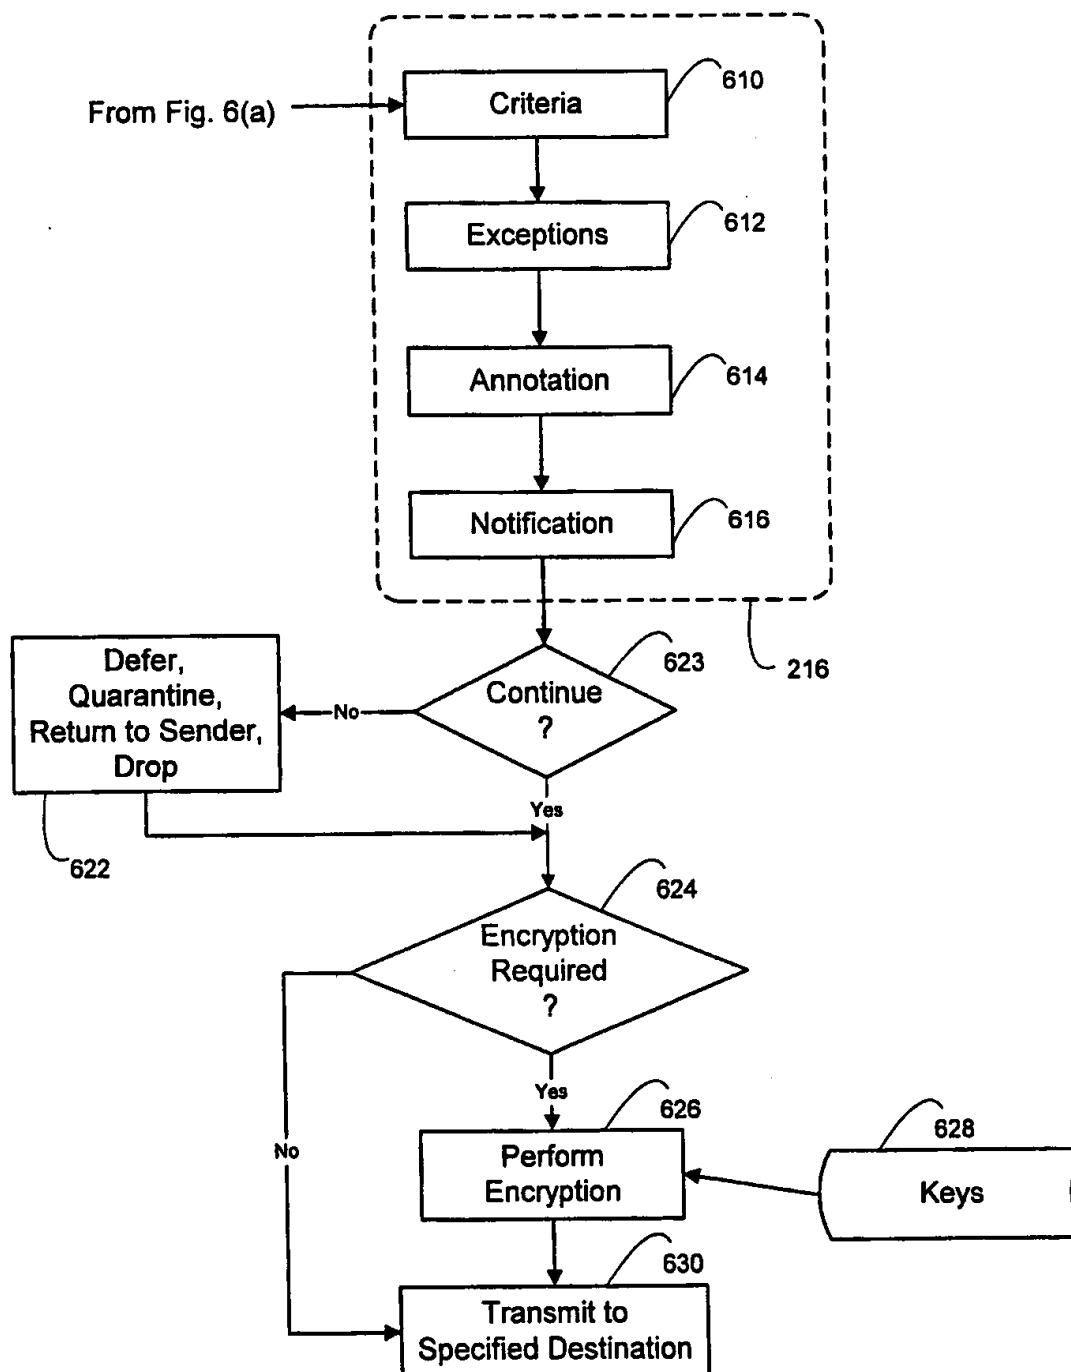 610
From Fig. 6(a)
Criteria
612
Exceptions
614
Annotation
616
Notification
216
623
Continue
?
No
Defer,
Quarantine,
Return to Sender,
Drop
622
Yes
624
Encryption
Required
?
Yes
No
626
Perform
Encryption
628
Keys
630
Transmit to
Specified Destination